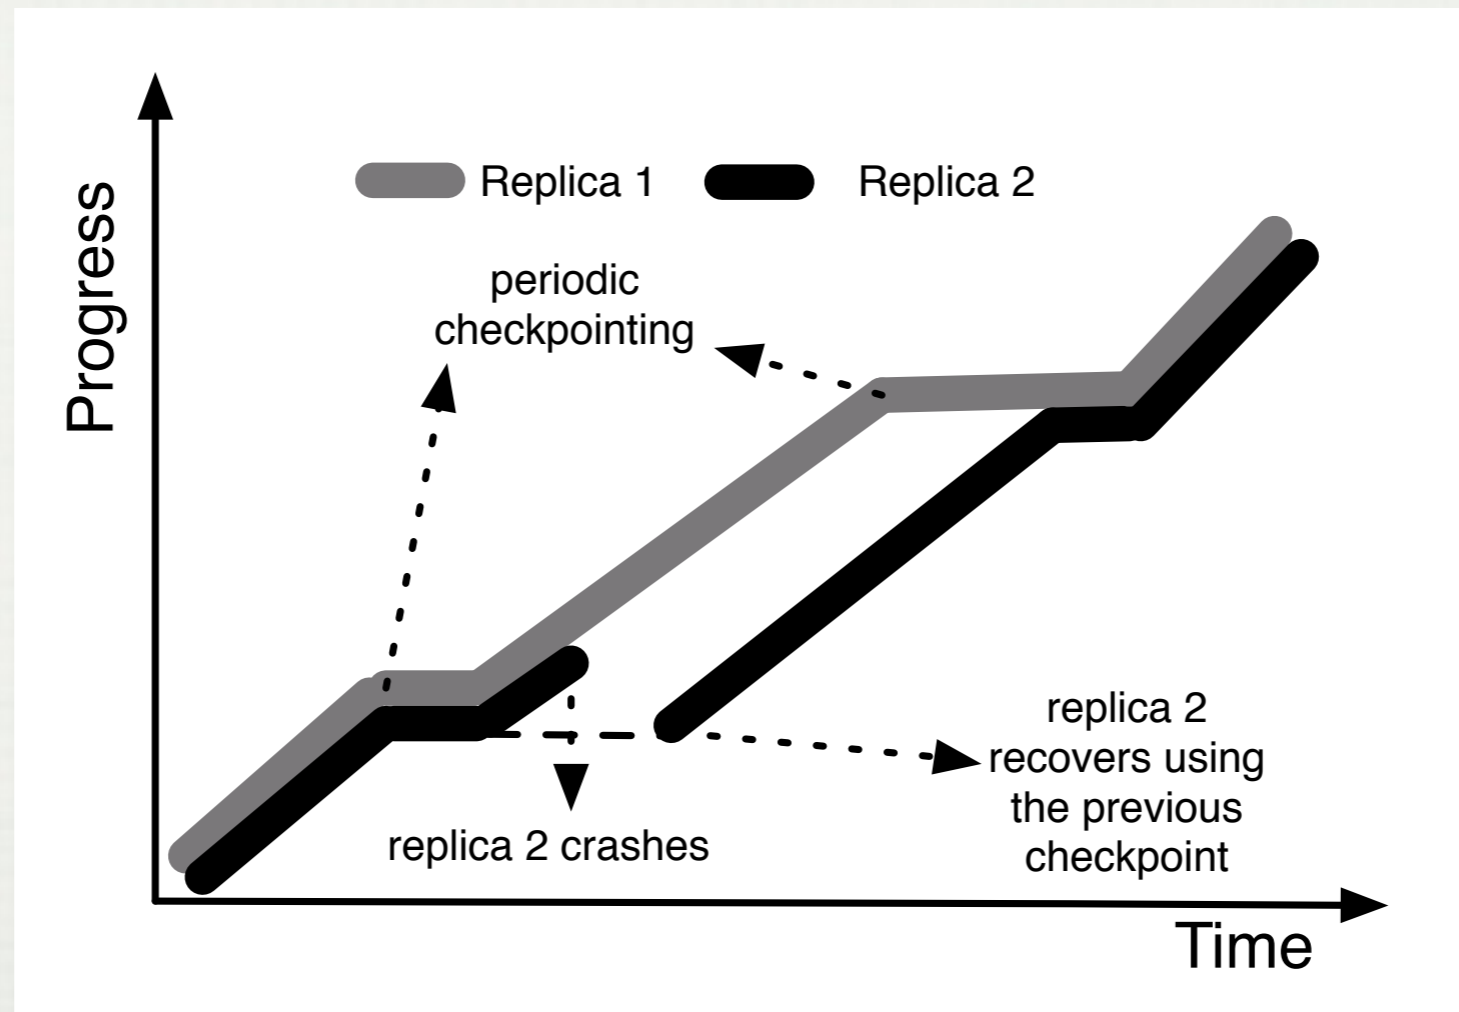 Progress
Replica 1
Replica 2
periodic
checkpointing
replica 2
recovers using
the previous
checkpoint
replica 2 crashes
Time